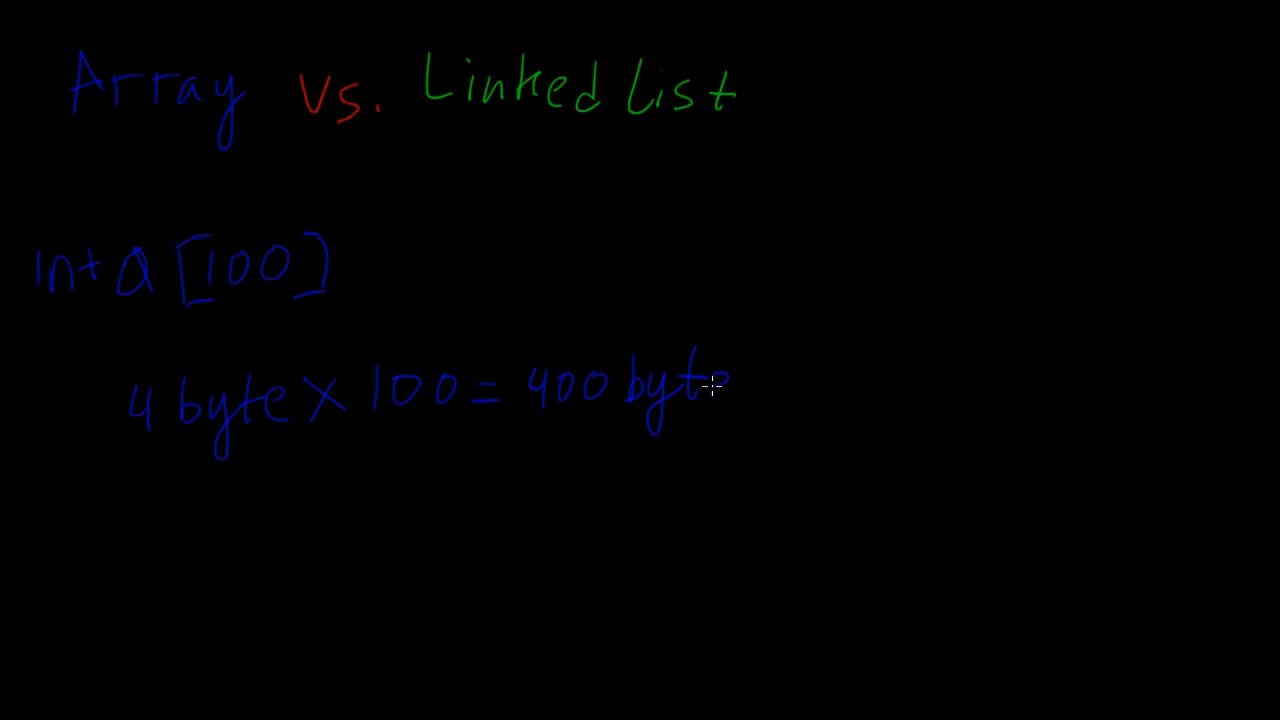 Array vs. Linked List
int a [100]
4 byte × 100 = 400 byte